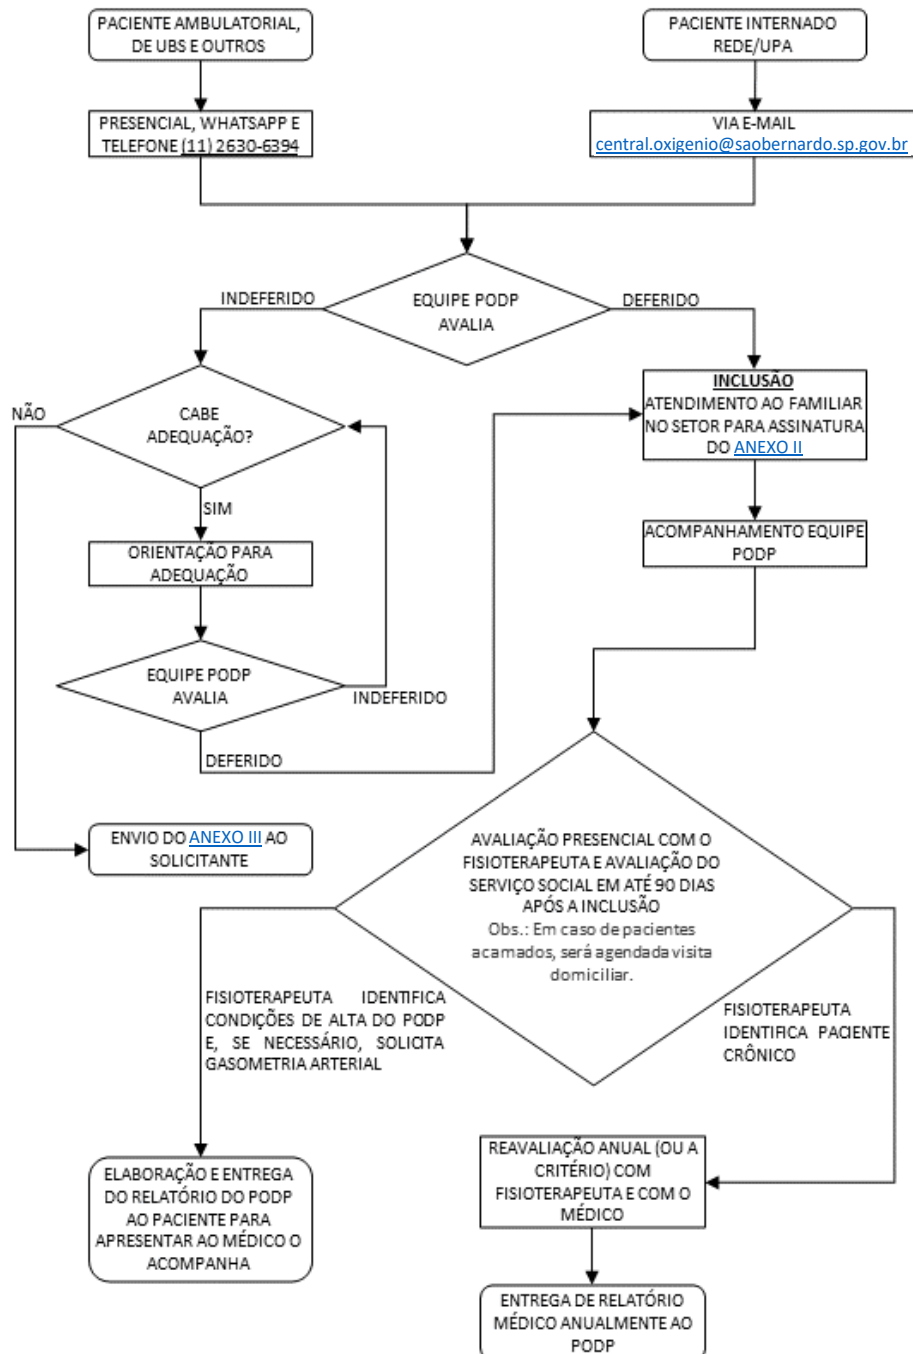 PACIENTE AMBULATORIAL,
DE UBS E OUTROS
PACIENTE INTERNADO
REDE/UPA
PRESENCIAL, WHATSAPP E
TELEFONE (11) 2630-6394
VIA E-MAIL
central.oxigenio@saobernardo.sp.gov.br
EQUIPE PODP
AVALIA
INDEFERIDO
DEFERIDO
NÃO
CABE
ADEQUAÇÃO?
INCLUSÃO
ATENDIMENTO AO FAMILIAR
NO SETOR PARA ASSINATURA
DO ANEXO II
SIM
ORIENTAÇÃO PARA
ADEQUAÇÃO
ACOMPANHAMENTO EQUIPE
PODP
EQUIPE PODP
AVALIA
INDEFERIDO
DEFERIDO
ENVIO DO ANEXO III AO
SOLICITANTE
AVALIAÇÃO PRESENCIAL COM O
FISIOTERAPEUTA E AVALIAÇÃO DO
SERVIÇO SOCIAL EM ATÉ 90 DIAS
APÓS A INCLUSÃO
Obs.: Em caso de pacientes
acamados, será agendada visita
domiciliar.
FISIOTERAPEUTA IDENTIFICA
CONDIÇÕES DE ALTA DO PODP
E, SE NECESSÁRIO, SOLICITA
GASOMETRIA ARTERIAL
FISIOTERAPEUTA
IDENTIFICA PACIENTE
CRÔNICO
ELABORAÇÃO E ENTREGA
DO RELATÓRIO DO PODP
AO PACIENTE PARA
APRESENTAR AO MÉDICO O
ACOMPANHA
REAVALIAÇÃO ANUAL (OU A
CRITÉRIO) COM
FISIOTERAPEUTA E COM O
MÉDICO
ENTREGA DE RELATÓRIO
MÉDICO ANUALMENTE AO
PODP